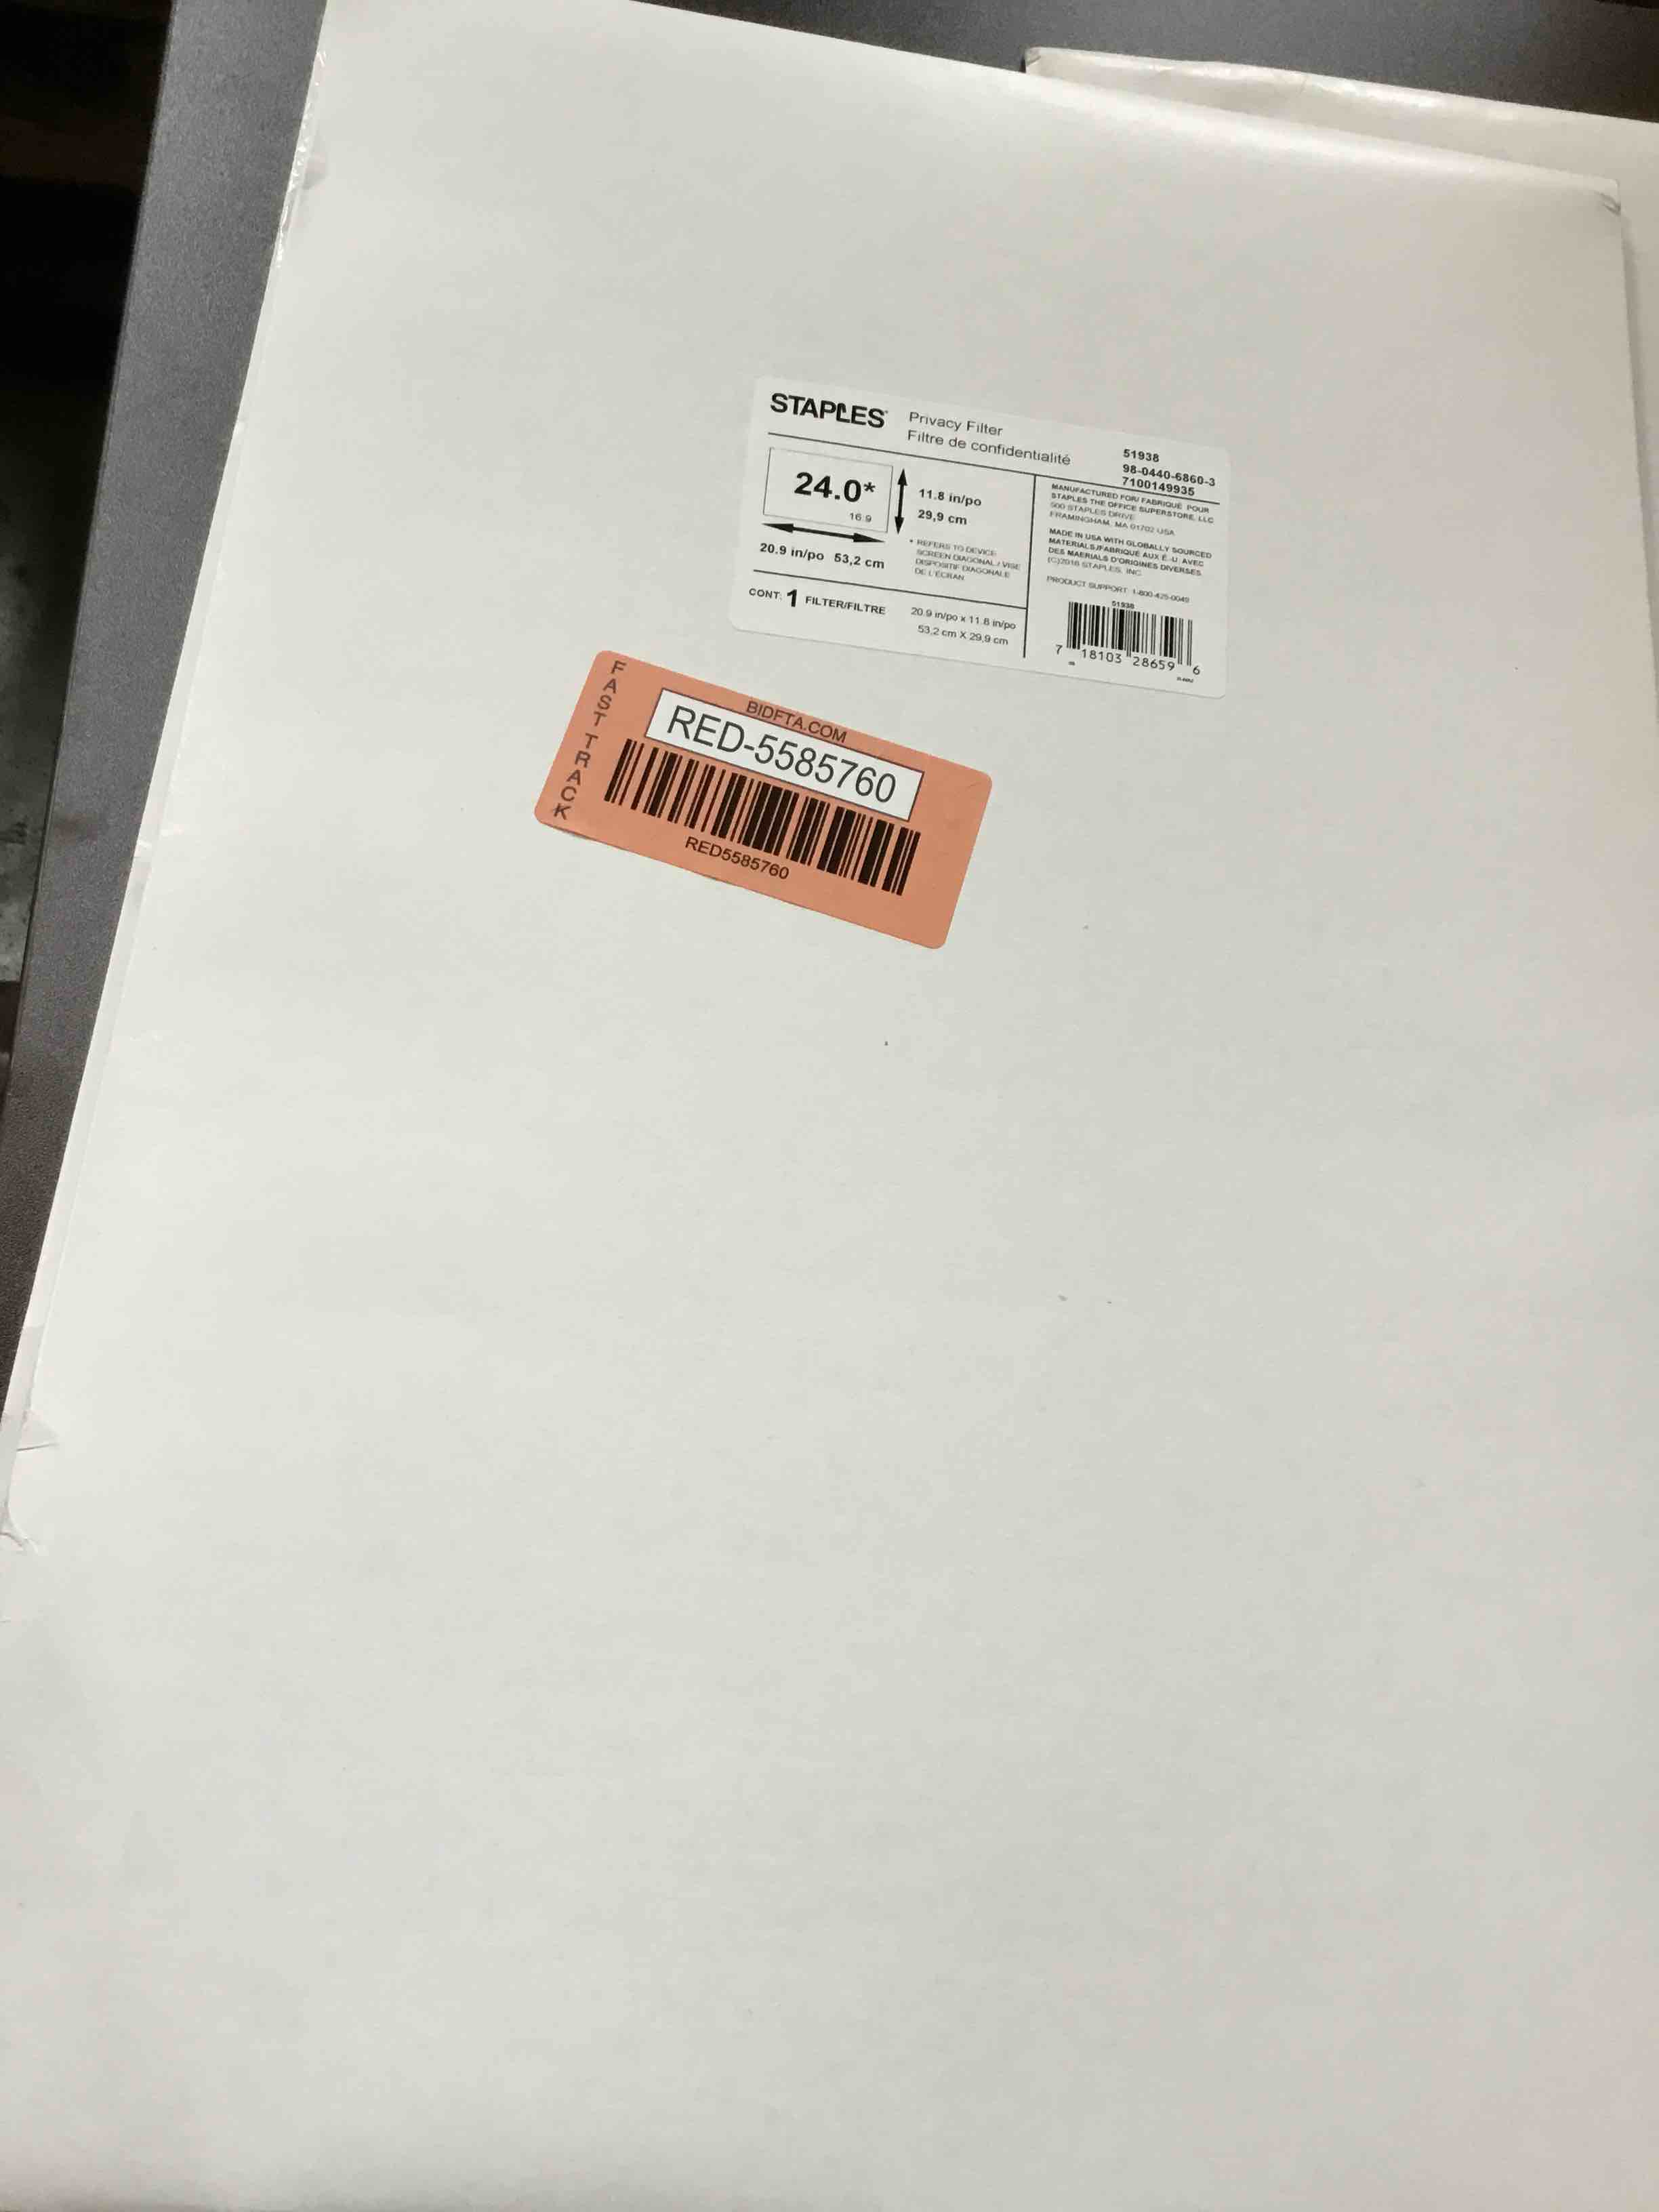 STAPLES
Privacy Filter
Filtre de confidentialité
51938
98-0440-6860-3
7100149935
24.0*
16:9
11.8 in/po
29,9 cm
20.9 in/po 53,2 cm
* REFERS TO DEVICE
SCREEN DIAGONAL / VISE
DISPOSITIF DIAGONALE
DE L'ÉCRAN
CONT. 1 FILTER/FILTRE
20.9 in/po x 11.8 in/po
53,2 cm X 29,9 cm
MANUFACTURED FOR/ FABRIQUÉ POUR
STAPLES THE OFFICE SUPERSTORE, LLC
500 STAPLES DRIVE
FRAMINGHAM, MA 01702 USA
MADE IN USA WITH GLOBALLY SOURCED
MATERIALS/FABRIQUÉ AUX É.-U. AVEC
DES MAERIALS D'ORIGINES DIVERSES
(C)2016 STAPLES, INC
PRODUCT SUPPORT: 1-800-425-0049
51938
7 18103 28659 6
FAST TRACK
BIDFTA.COM
RED-5585760
RED5585760